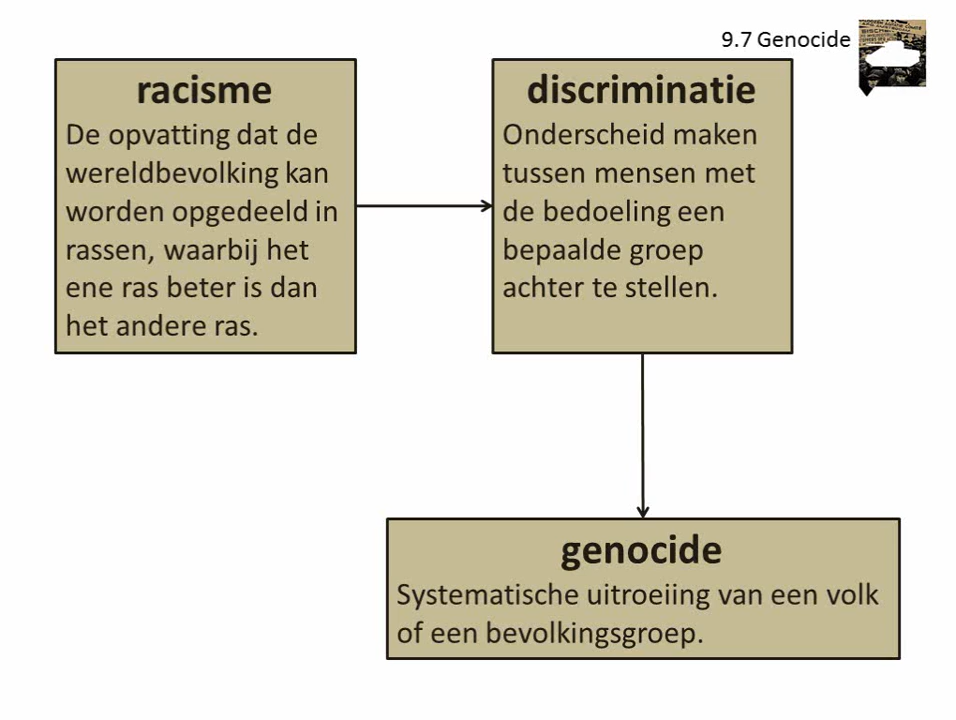 9.7 Genocide
racisme
De opvatting dat de
wereldbevolking kan
worden opgedeeld in
rassen, waarbij het
ene ras beter is dan
het andere ras.
discriminatie
Onderscheid maken
tussen mensen met
de bedoeling een
bepaalde groep
achter te stellen.
genocide
Systematische uitroeiing van een volk
of een bevolkingsgroep.